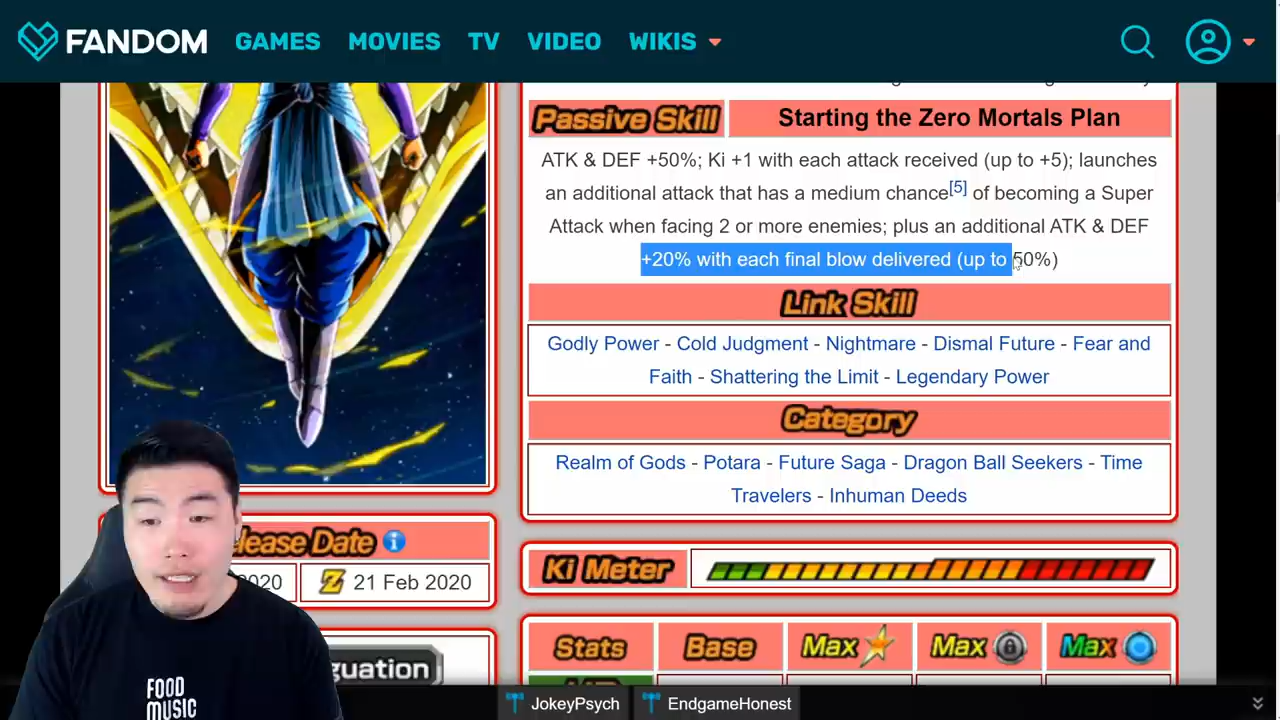 FANDOM GAMES MOVIES TV VIDEO WIKIS
Passive Skill Starting the Zero Mortals Plan
ATK & DEF +50%; Ki +1 with each attack received (up to +5); launches
an additional attack that has a medium chance[5] of becoming a Super
Attack when facing 2 or more enemies; plus an additional ATK & DEF
+20% with each final blow delivered (up to 50%)
Link Skill
Godly Power - Cold Judgment - Nightmare - Dismal Future - Fear and
Faith - Shattering the Limit - Legendary Power
Category
Realm of Gods - Potara - Future Saga - Dragon Ball Seekers - Time
Travelers - Inhuman Deeds
lease Date
2020 Z 21 Feb 2020
Ki Meter
Stats Base Max Max Max
guation
FOOD
MUSIC
JokeyPsych EndgameHonest